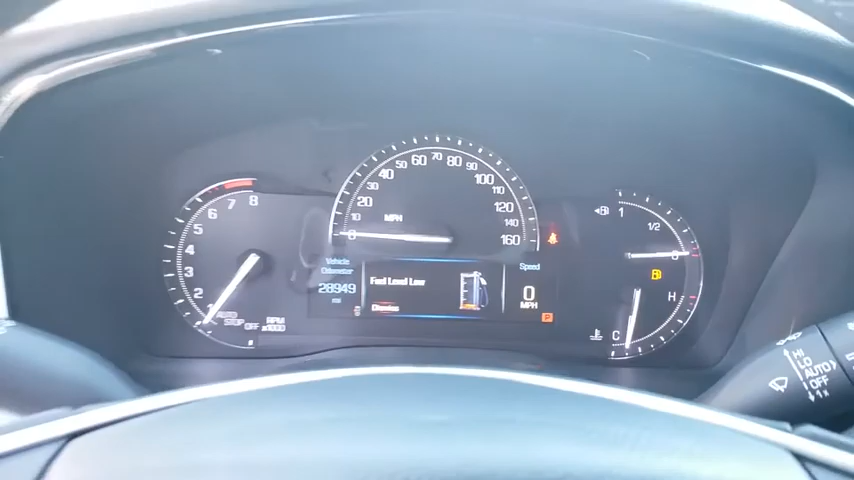 10
20
30
40
50
60
70
80
90
100
110
120
140
160
MPH
0
2
3
4
5
6
7
8
AUTO
STOP
OFF
RPM
x1000
Vehicle
Odometer
28949
mi
Fuel Level Low
Dismiss
Speed
0
MPH
P
1
1/2
0
H
C
HI
LO
AUTO
OFF
1x